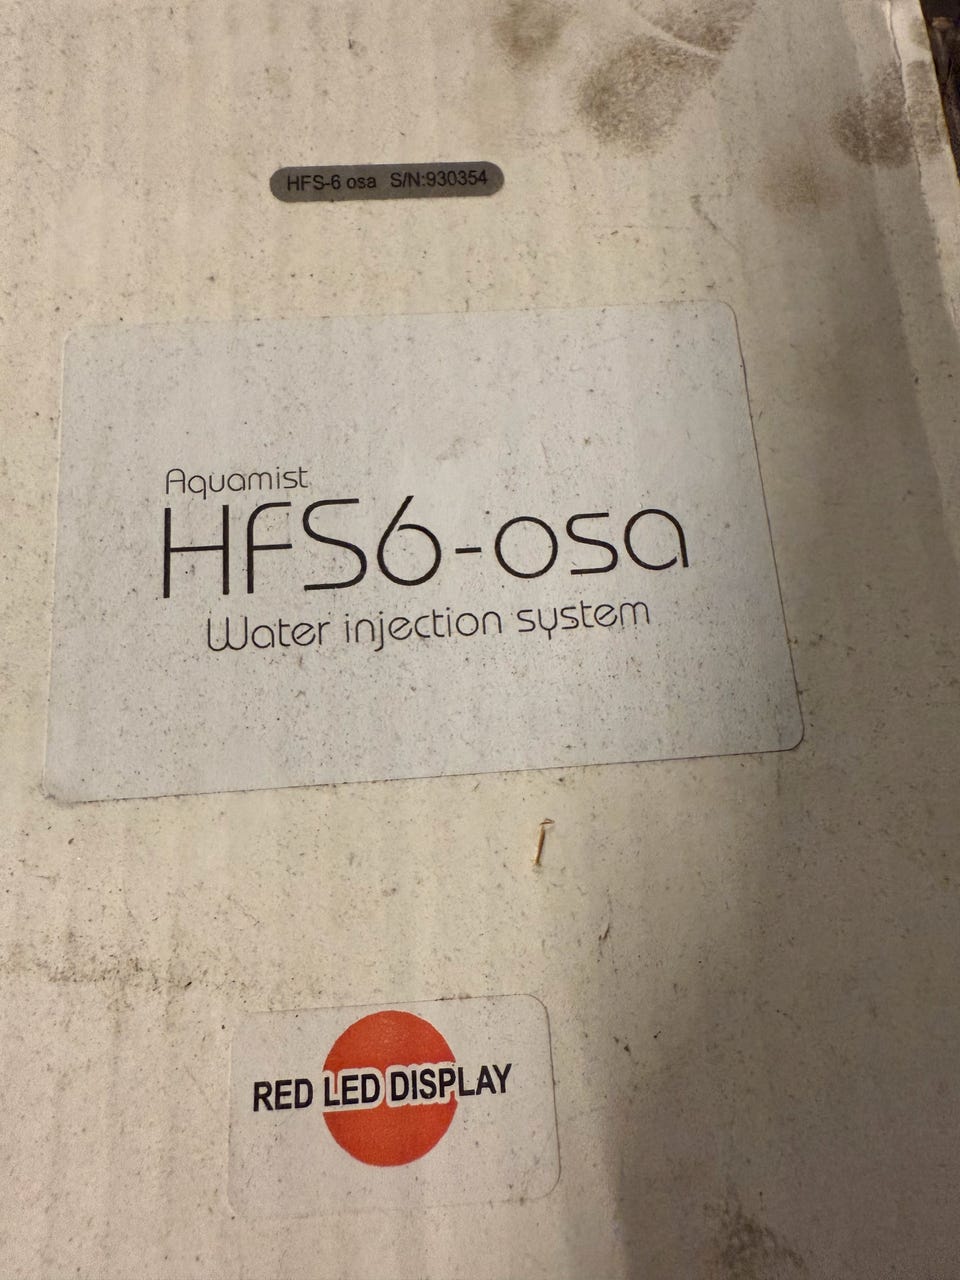 HFS-6 osa S/N:930354
Aquamist
HFS6-osa
Water injection system
RED LED DISPLAY